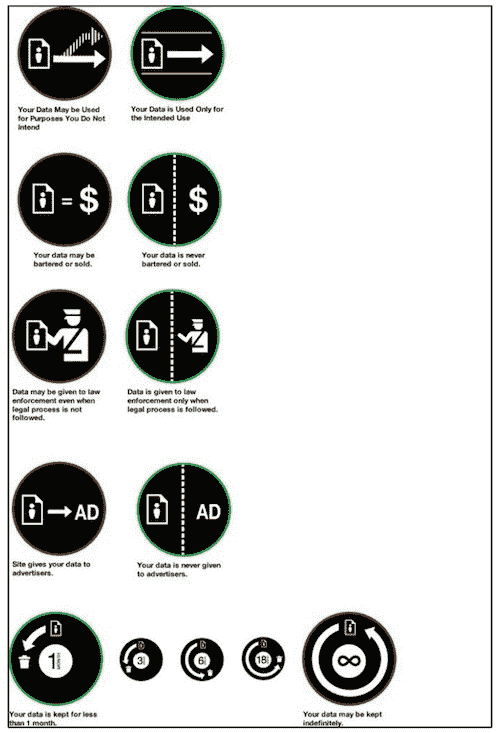 Your Data May be Used
for Purposes You Do Not
Intend
Your Data is Used Only for
the Intended Use
= $
$
Your data may be
bartered or sold.
Your data is never
bartered or sold.
Data may be given to law
enforcement even when
legal process is not
followed.
Data is given to law
enforcement only when
legal process is followed.
AD
AD
Site gives your data to
advertisers.
Your data is never given
to advertisers.
1 MONTH
3
6
18
∞
Your data is kept for less
than 1 month.
Your data may be kept
indefinitely.